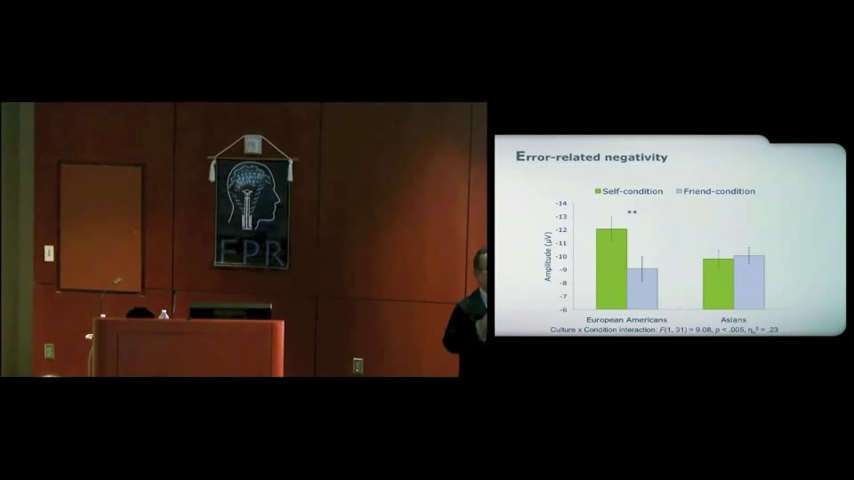 FPR
Error-related negativity
Self-condition Friend-condition
-14
-13
**
-12
-11
-10
-9
-8
-7
-6
Amplitude (µV)
European Americans Asians
Culture x Condition interaction: F(1, 31) = 9.08, p < .005, ηp² = .23